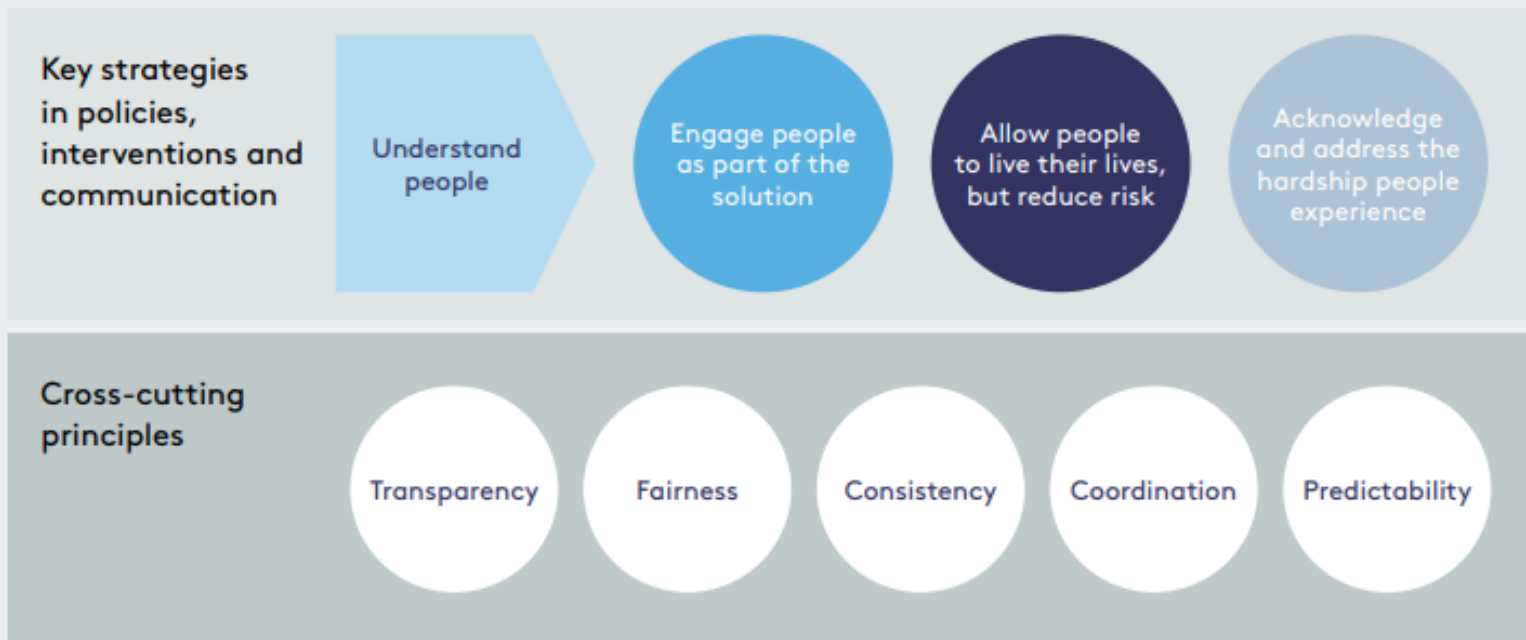 Key strategies
in policies,
interventions and
communication
Understand
people
Engage people
as part of the
solution
Allow people
to live their lives,
but reduce risk
Acknowledge
and address the
hardship people
experience
Cross-cutting
principles
Transparency
Fairness
Consistency
Coordination
Predictability